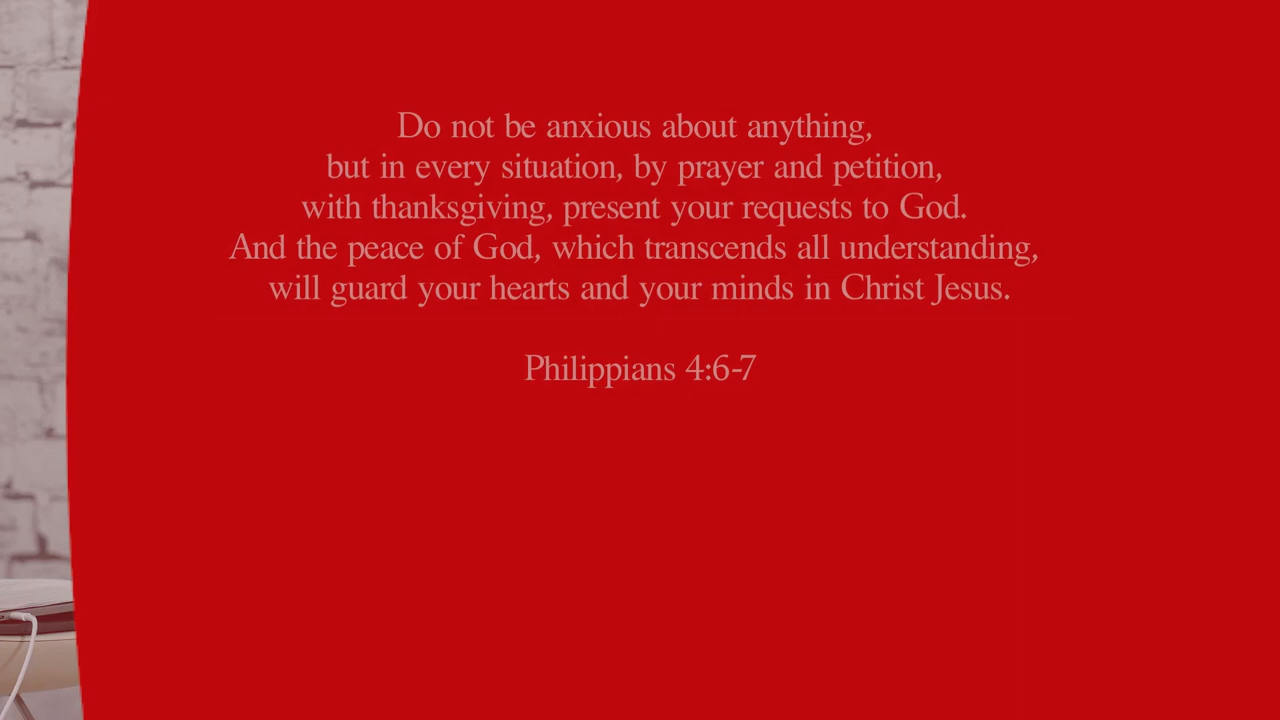 Do not be anxious about anything,
but in every situation, by prayer and petition,
with thanksgiving, present your requests to God.
And the peace of God, which transcends all understanding,
will guard your hearts and your minds in Christ Jesus.
Philippians 4:6-7